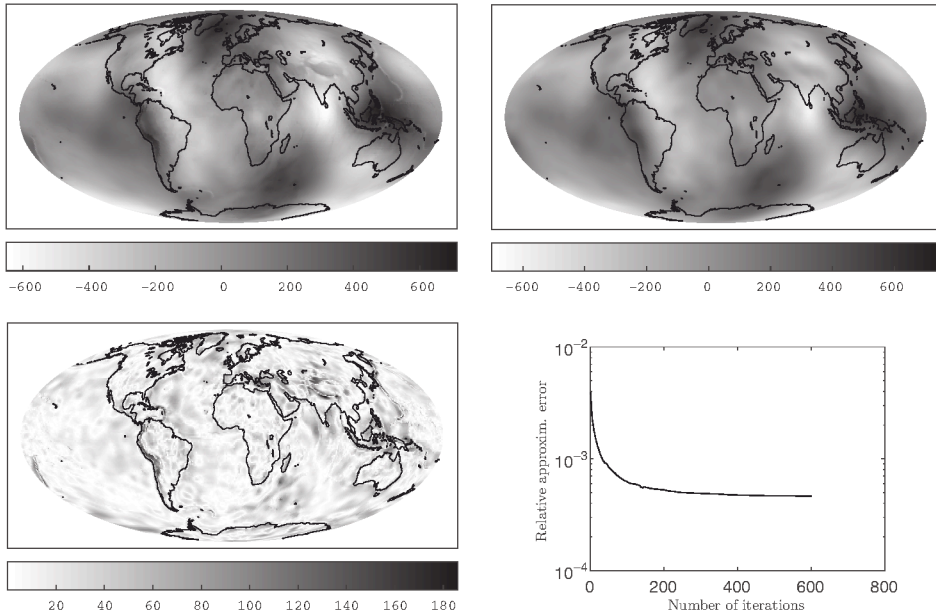 −600 −400 −200 0 200 400 600
−600 −400 −200 0 200 400 600
20 40 60 80 100 120 140 160 180
Relative approxim. error
10−2
10−3
10−4
0 200 400 600 800
Number of iterations